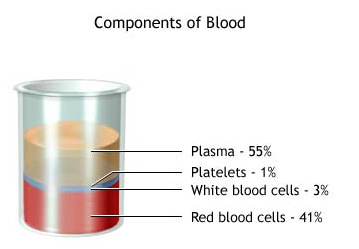 Components of Blood
Plasma - 55%
Platelets - 1%
White blood cells - 3%
Red blood cells - 41%